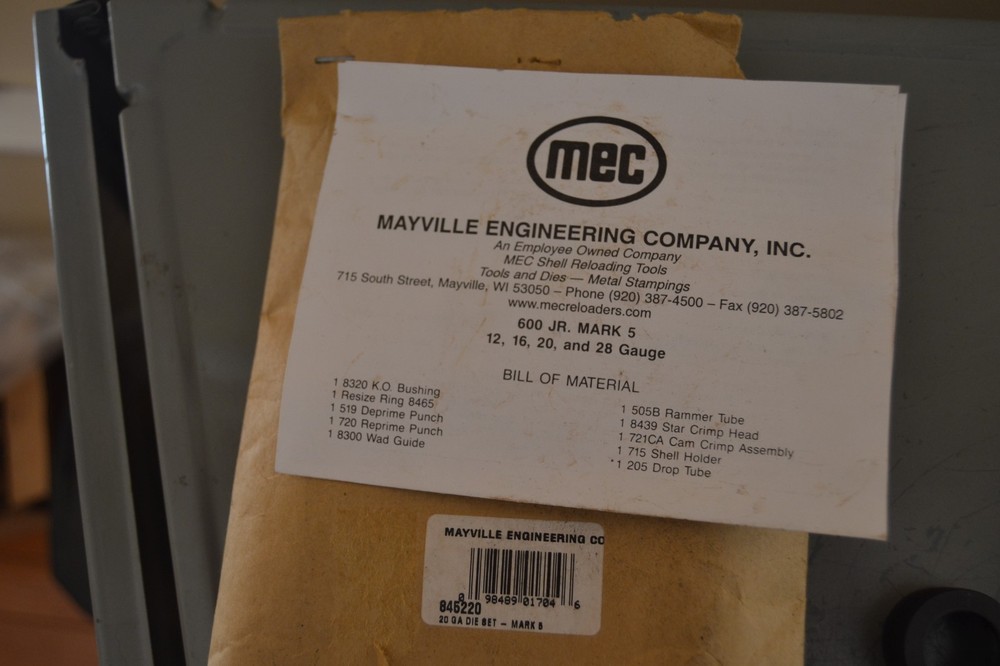 mec
MAYVILLE ENGINEERING COMPANY, INC.
An Employee Owned Company
MEC Shell Reloading Tools
Tools and Dies — Metal Stampings
715 South Street, Mayville, WI 53050 – Phone (920) 387-4500 – Fax (920) 387-5802
www.mecreloaders.com
600 JR. MARK 5
12, 16, 20, and 28 Gauge
BILL OF MATERIAL
1 8320 K.O. Bushing
1 Resize Ring 8465
1 519 Deprime Punch
1 720 Reprime Punch
1 8300 Wad Guide
1 505B Rammer Tube
1 8439 Star Crimp Head
1 721CA Cam Crimp Assembly
1 715 Shell Holder
1 205 Drop Tube
MAYVILLE ENGINEERING CO
0 98489 01704 6
845220
20 GA DIE SET - MARK 5